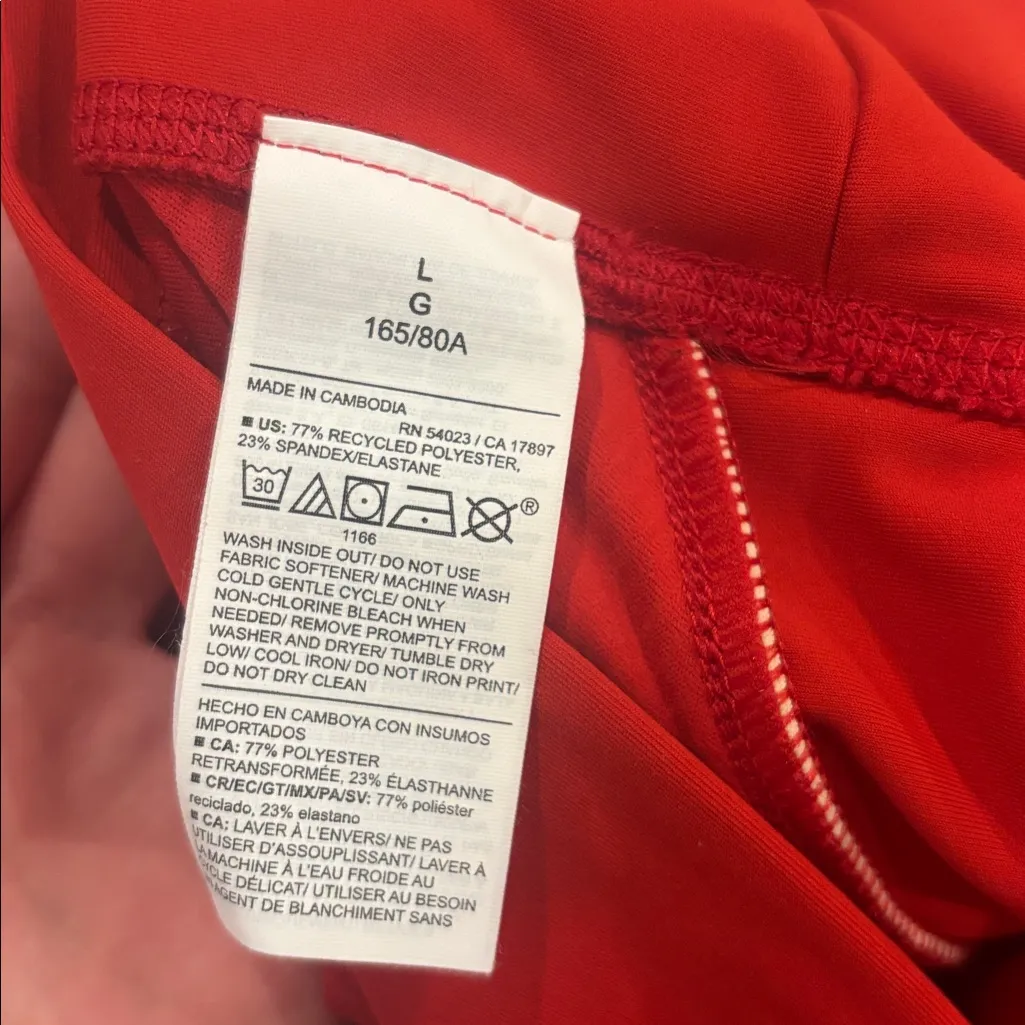 L
G
165/80A
MADE IN CAMBODIA
RN 54023 / CA 17897
US: 77% RECYCLED POLYESTER,
23% SPANDEX/ELASTANE
30
®
1166
WASH INSIDE OUT/ DO NOT USE
FABRIC SOFTENER/ MACHINE WASH
COLD GENTLE CYCLE/ ONLY
NON-CHLORINE BLEACH WHEN
NEEDED/ REMOVE PROMPTLY FROM
WASHER AND DRYER/ TUMBLE DRY
LOW/ COOL IRON/ DO NOT IRON PRINT/
DO NOT DRY CLEAN
HECHO EN CAMBOYA CON INSUMOS
IMPORTADOS
CA: 77% POLYESTER
RETRANSFORMÉE, 23% ÉLASTHANNE
CR/EC/GT/MX/PA/SV: 77% poliéster
reciclado, 23% elastano
CA: LAVER À L'ENVERS/ NE PAS
UTILISER D'ASSOUPLISSANT/ LAVER À
LA MACHINE À L'EAU FROIDE AU
CYCLE DÉLICAT/ UTILISER AU BESOIN
AGENT DE BLANCHIMENT SANS